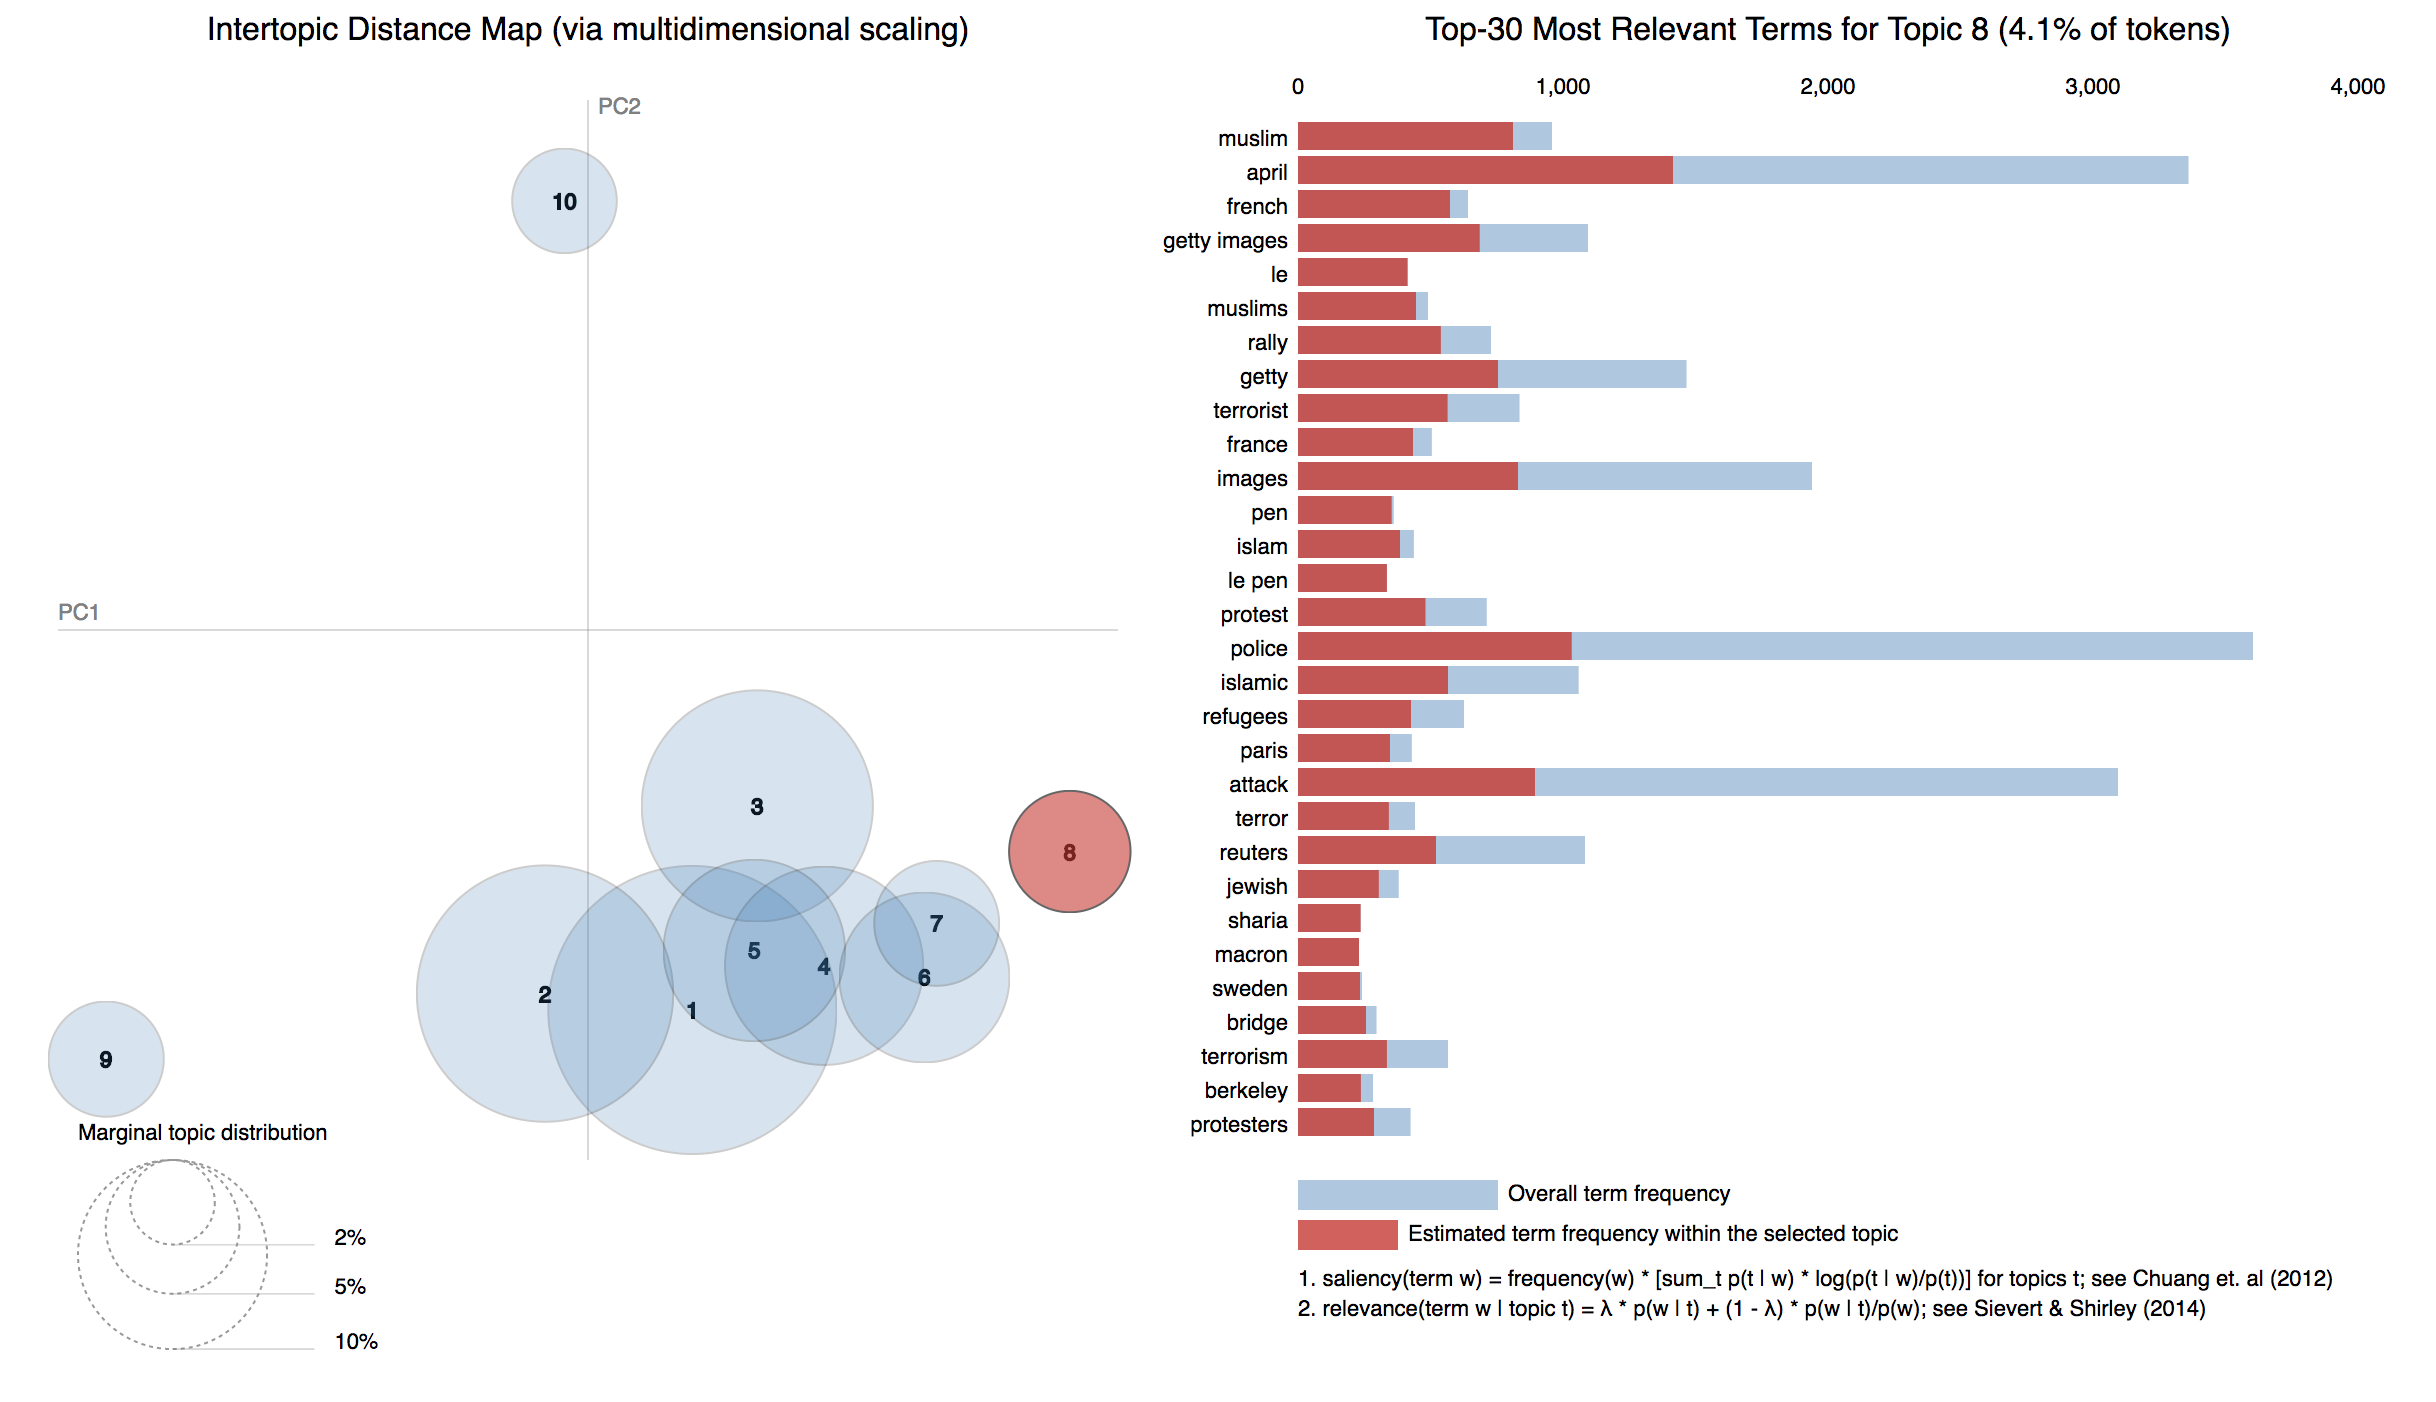 Intertopic Distance Map (via multidimensional scaling)
PC2
PC1
10
3
8
7
5
4
6
2
1
9
Marginal topic distribution
2%
5%
10%
Top-30 Most Relevant Terms for Topic 8 (4.1% of tokens)
0 1,000 2,000 3,000 4,000
muslim
april
french
getty images
le
muslims
rally
getty
terrorist
france
images
pen
islam
le pen
protest
police
islamic
refugees
paris
attack
terror
reuters
jewish
sharia
macron
sweden
bridge
terrorism
berkeley
protesters
Overall term frequency
Estimated term frequency within the selected topic
1. saliency(term w) = frequency(w) * [sum_t p(t | w) * log(p(t | w)/p(t))] for topics t; see Chuang et. al (2012)
2. relevance(term w | topic t) = λ * p(w | t) + (1 - λ) * p(w | t)/p(w); see Sievert & Shirley (2014)